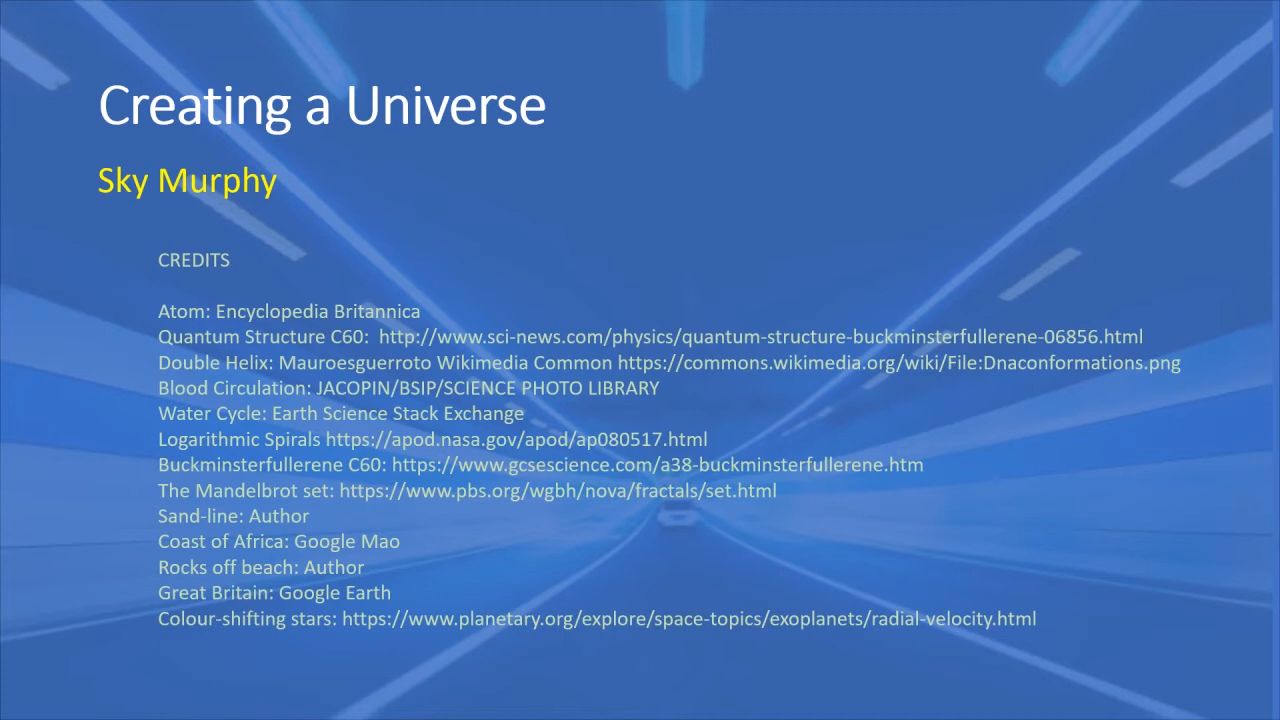 Creating a Universe
Sky Murphy
CREDITS
Atom: Encyclopedia Britannica
Quantum Structure C60:  http://www.sci-news.com/physics/quantum-structure-buckminsterfullerene-06856.html
Double Helix: Mauroesguerroto Wikimedia Common https://commons.wikimedia.org/wiki/File:Dnaconformations.png
Blood Circulation: JACOPIN/BSIP/SCIENCE PHOTO LIBRARY
Water Cycle: Earth Science Stack Exchange
Logarithmic Spirals https://apod.nasa.gov/apod/ap080517.html
Buckminsterfullerene C60: https://www.gcsescience.com/a38-buckminsterfullerene.htm
The Mandelbrot set: https://www.pbs.org/wgbh/nova/fractals/set.html
Sand-line: Author
Coast of Africa: Google Mao
Rocks off beach: Author
Great Britain: Google Earth
Colour-shifting stars: https://www.planetary.org/explore/space-topics/exoplanets/radial-velocity.html